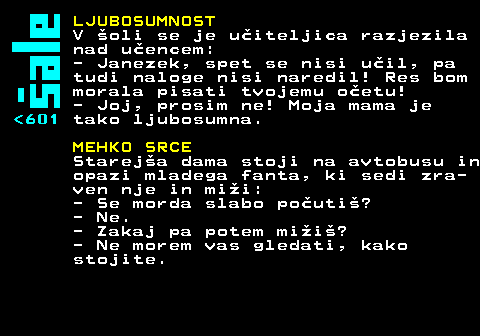 šale
<601
LJUBOSUMNOST
V šoli se je učiteljica razjezila
nad učencem:
- Janezek, spet se nisi učil, pa
tudi naloge nisi naredil! Res bom
morala pisati tvojemu očetu!
- Joj, prosim ne! Moja mama je
tako ljubosumna.
MEHKO SRCE
Starejša dama stoji na avtobusu in
opazi mladega fanta, ki sedi zra-
ven nje in miži:
- Se morda slabo počutiš?
- Ne.
- Zakaj pa potem mižiš?
- Ne morem vas gledati, kako
stojite.